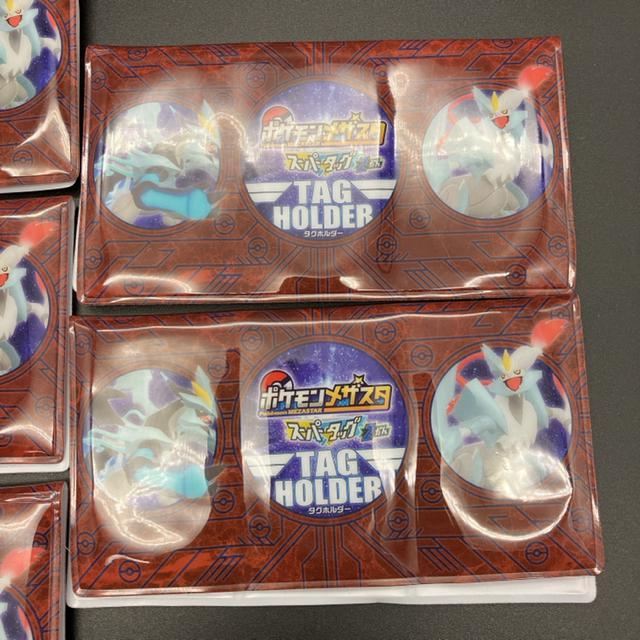 ポケモンメザスタ
スーパータグ
TAG
HOLDER
タグホルダー
ポケモンメザスタ
Pokémon MEZASTAR
スーパータッグ
TAG
HOLDER
タグホルダー